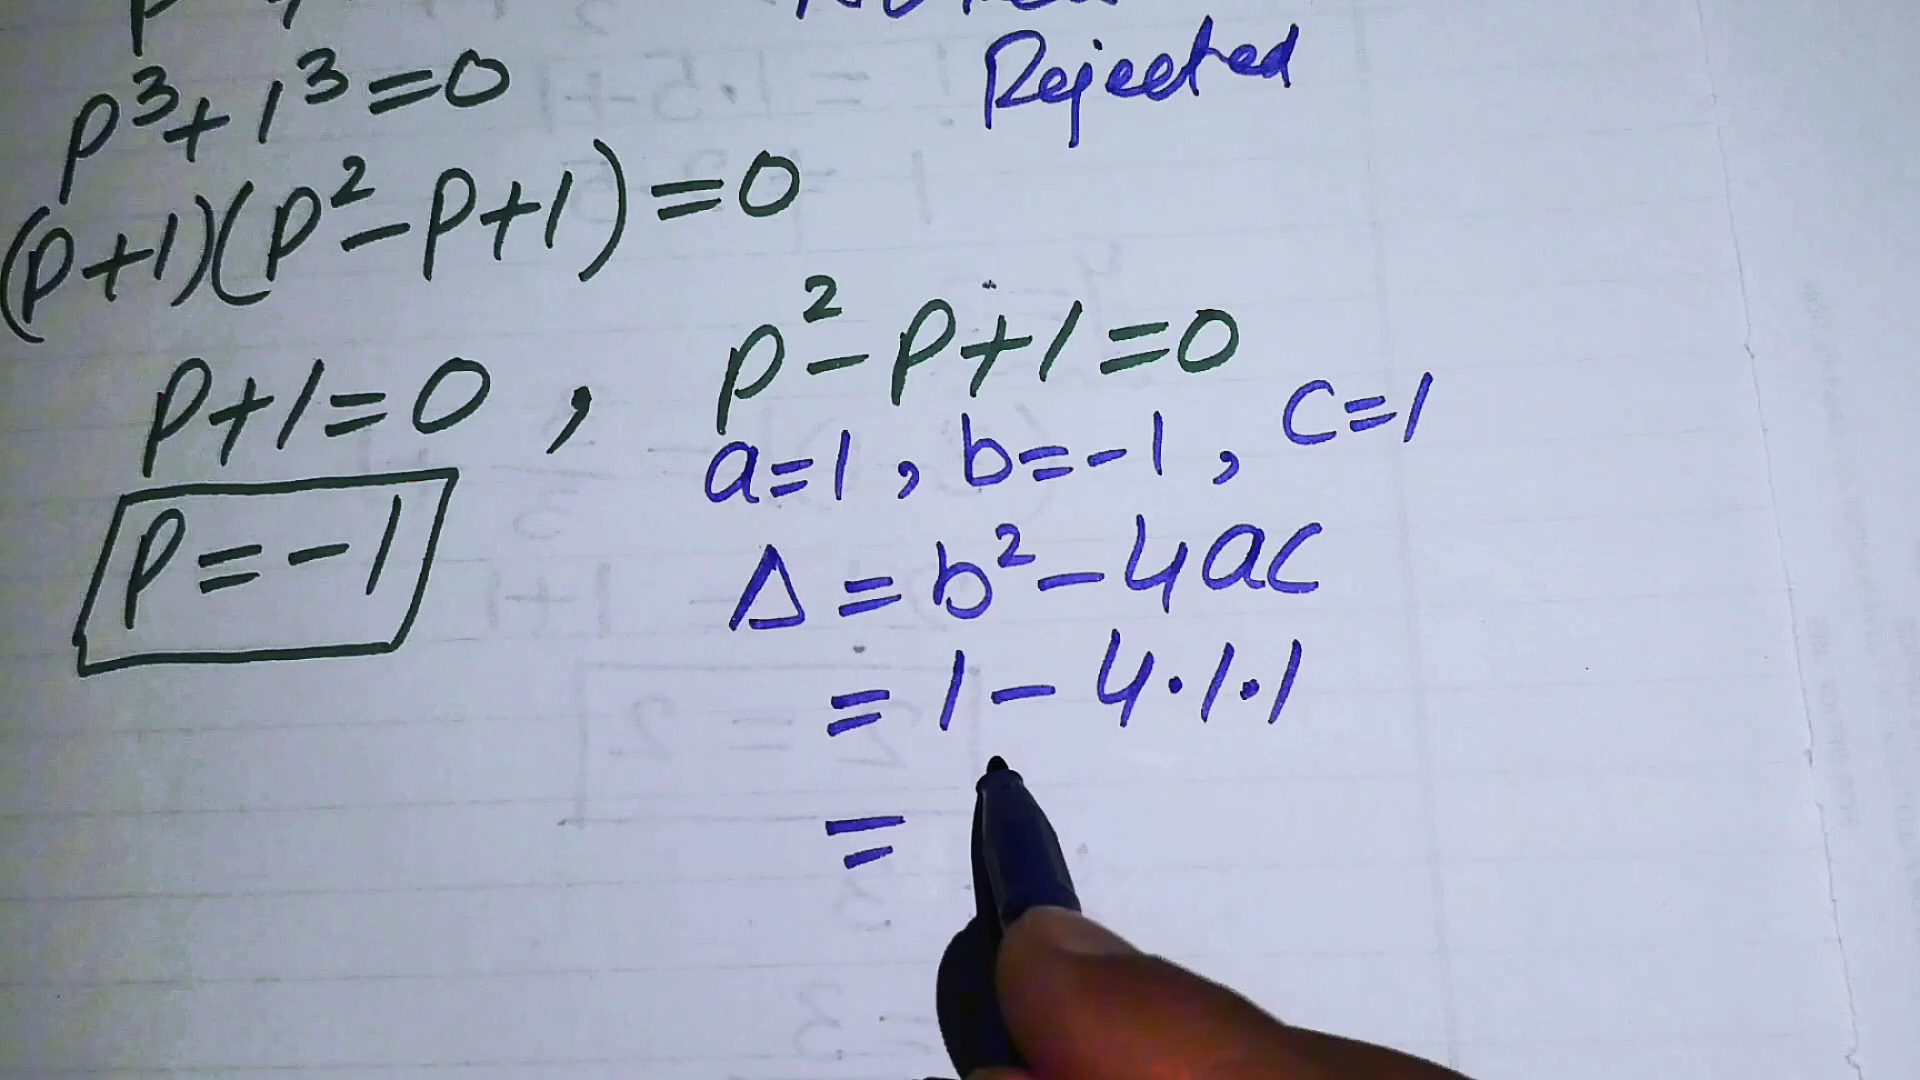 Rejected
p³+1³=0
(p+1)(p²-p+1)=0
p+1=0 , p²-p+1=0
a=1 , b=-1 , c=1
p=-1
Δ=b²-4ac
=1-4·1·1
=